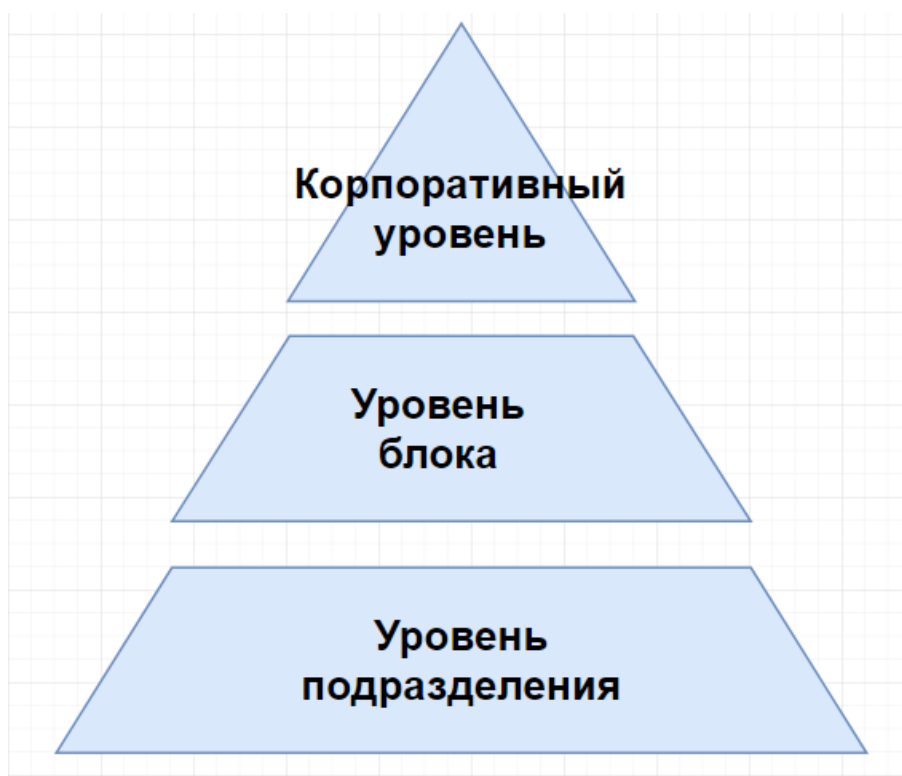 Корпоративный
уровень
Уровень
блока
Уровень
подразделения